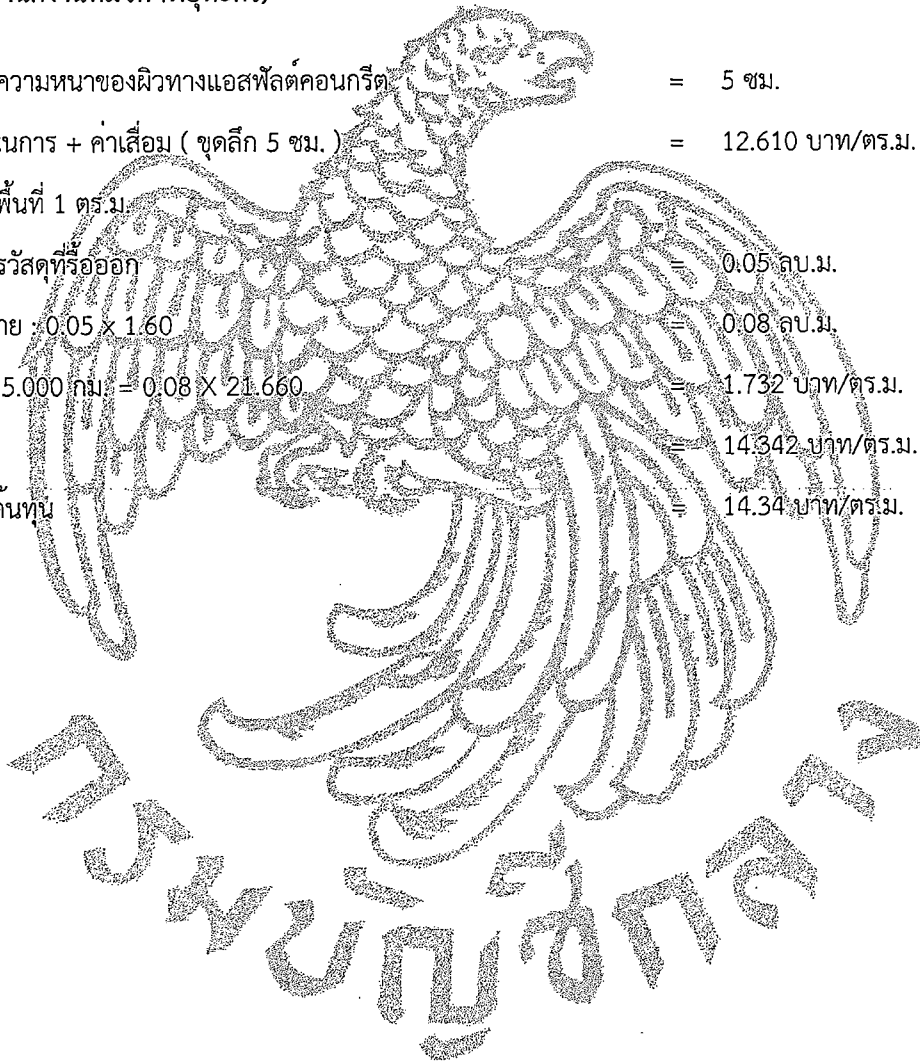 ความหนาของผิวทางแอสฟัลต์คอนกรีต = 5 ซม.
นการ + ค่าเสื่อม ( ขุดลึก 5 ซม. ) = 12.610 บาท/ตร.ม.
พื้นที่ 1 ตร.ม.
รวัสดุที่รื้อออก = 0.05 ลบ.ม.
าย : 0.05 x 1.60 = 0.08 ลบ.ม.
5.000 กม. = 0.08 X 21.660 = 1.732 บาท/ตร.ม.
= 14.342 บาท/ตร.ม.
ต้นทุน = 14.34 บาท/ตร.ม.
กรมบัญชีกลาง